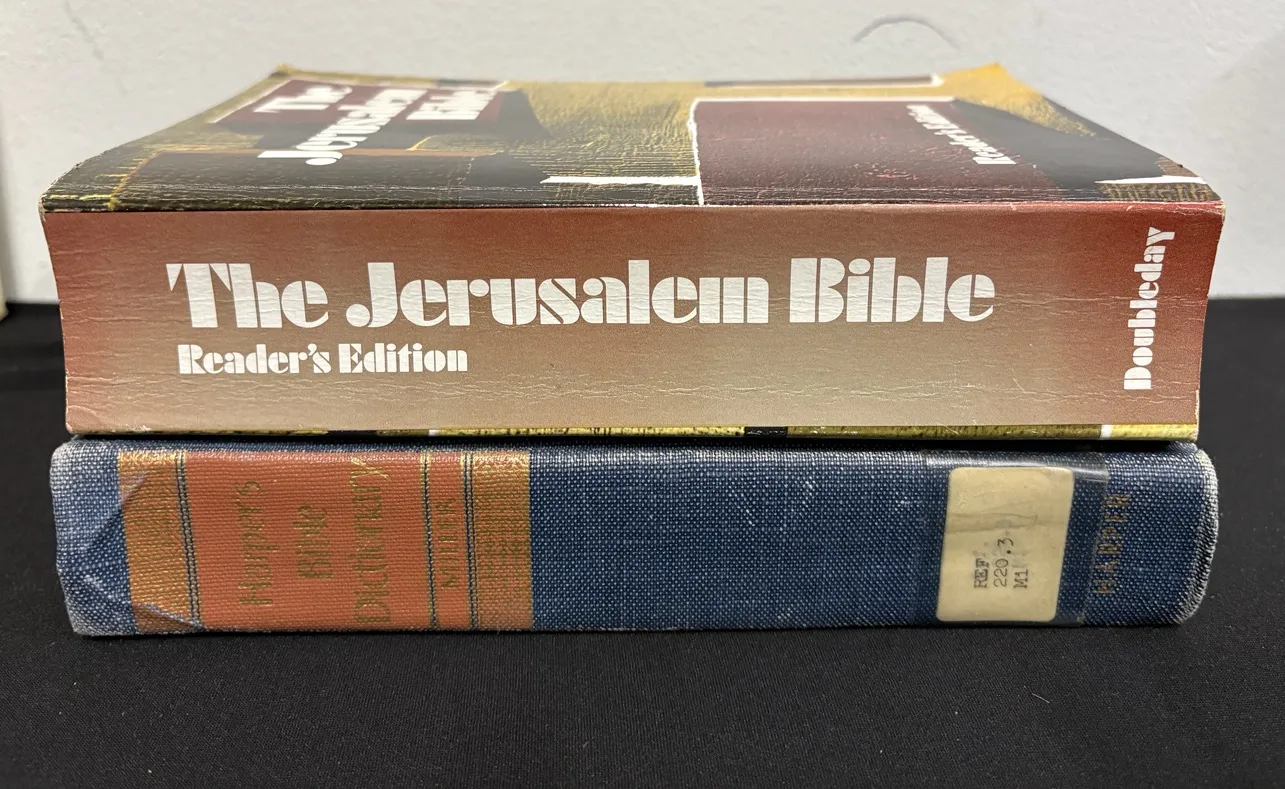 The
Jerusalem
Bible
Reader's Edition
The Jerusalem Bible
Reader's Edition
Doubleday
Harper's
Bible
Dictionary
MILLER
REF
220.3
M1
HARPER